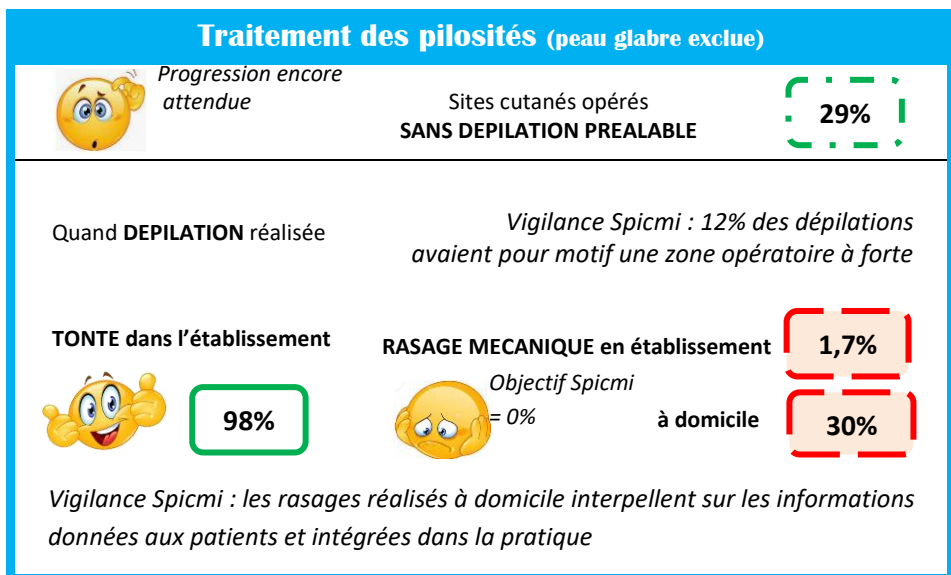 Traitement des pilosités (peau glabre exclue)
Progression encore
attendue
Sites cutanés opérés
SANS DEPILATION PREALABLE
29%
Quand DEPILATION réalisée
Vigilance Spicmi : 12% des dépilations
avaient pour motif une zone opératoire à forte
TONTE dans l’établissement
98%
RASAGE MECANIQUE en établissement
1,7%
Objectif Spicmi
= 0%
à domicile
30%
Vigilance Spicmi : les rasages réalisés à domicile interpellent sur les informations
données aux patients et intégrées dans la pratique